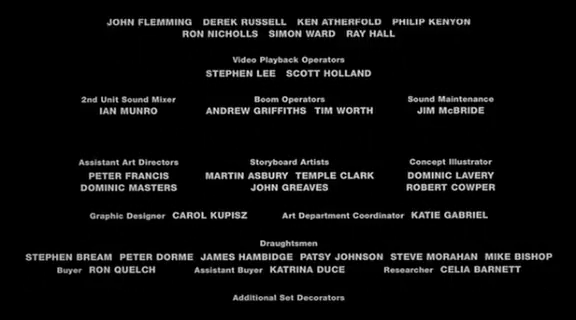 JOHN FLEMMING DEREK RUSSELL KEN ATHERFOLD PHILIP KENYON
RON NICHOLLS SIMON WARD RAY HALL
Video Playback Operators
STEPHEN LEE SCOTT HOLLAND
2nd Unit Sound Mixer Boom Operators Sound Maintenance
IAN MUNRO ANDREW GRIFFITHS TIM WORTH JIM McBRIDE
Assistant Art Directors Storyboard Artists Concept Illustrator
PETER FRANCIS MARTIN ASBURY TEMPLE CLARK DOMINIC LAVERY
DOMINIC MASTERS JOHN GREAVES ROBERT COWPER
Graphic Designer CAROL KUPISZ Art Department Coordinator KATIE GABRIEL
Draughtsmen
STEPHEN BREAM PETER DORME JAMES HAMBIDGE PATSY JOHNSON STEVE MORAHAN MIKE BISHOP
Buyer RON QUELCH Assistant Buyer KATRINA DUCE Researcher CELIA BARNETT
Additional Set Decorators